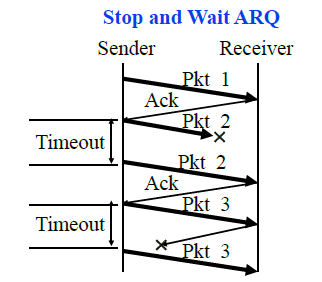 Stop and Wait ARQ
Sender Receiver
Pkt 1
Ack
Pkt 2
Timeout
Pkt 2
Ack
Pkt 3
Timeout
Pkt 3